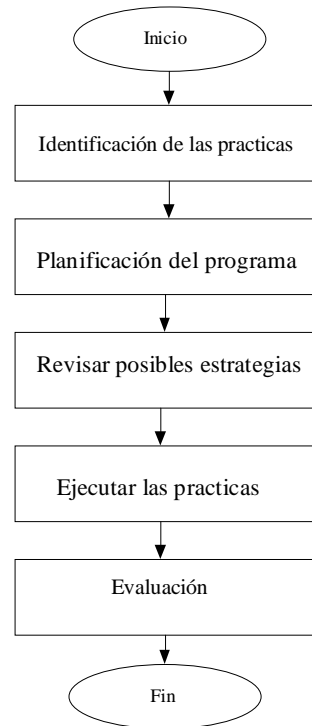 Inicio
Identificación de las practicas
Planificación del programa
Revisar posibles estrategias
Ejecutar las practicas
Evaluación
Fin